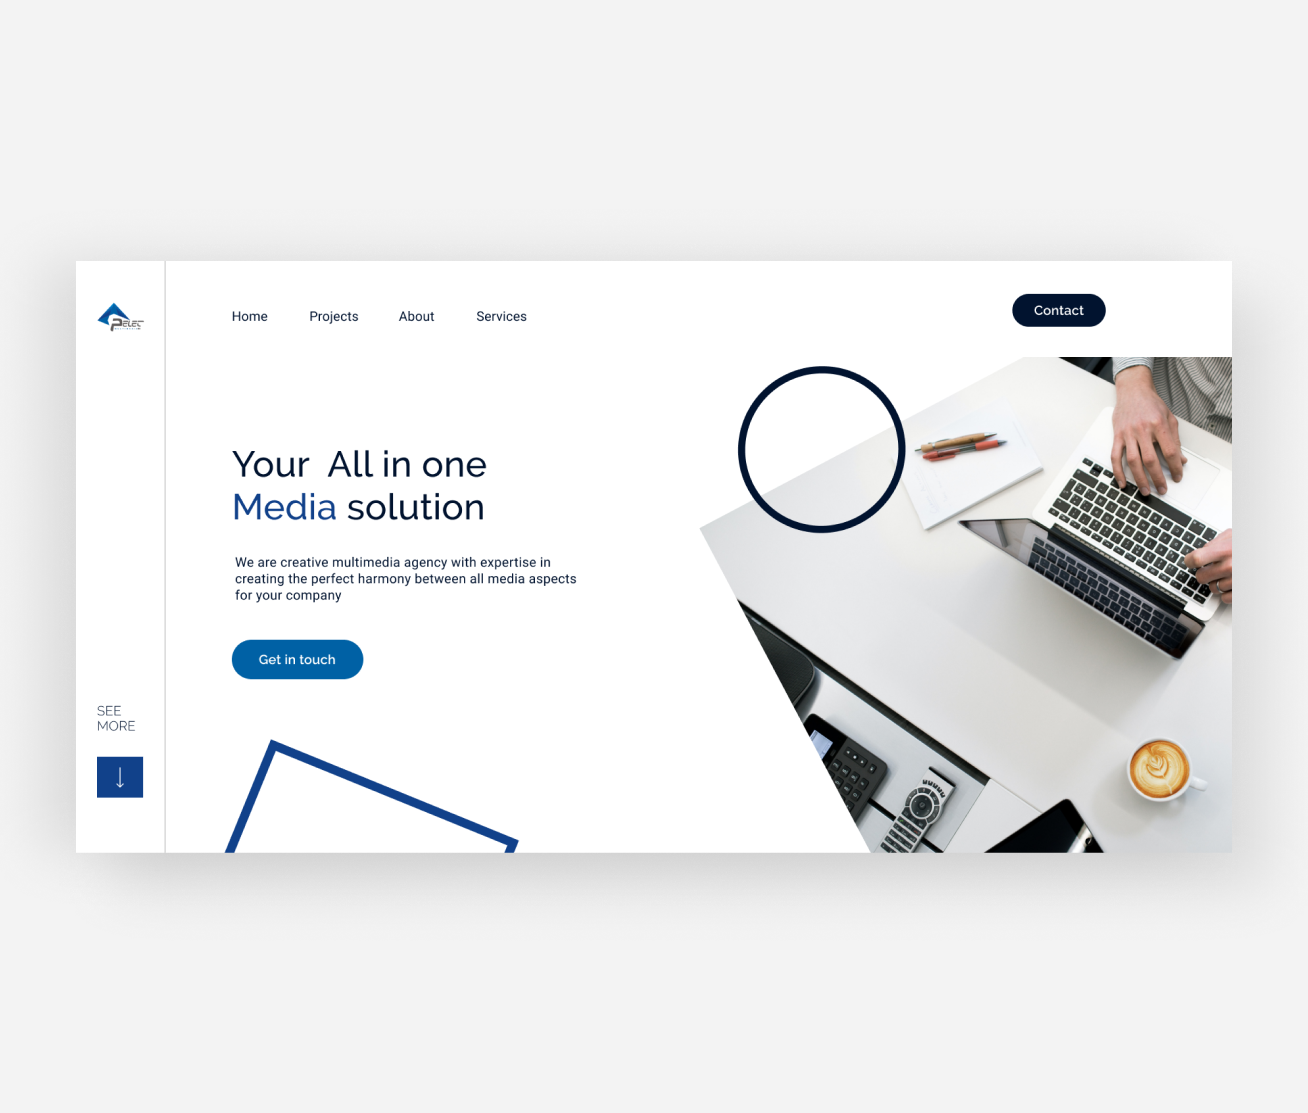 Home Projects About Services
Contact
Your All in one
Media solution
We are creative multimedia agency with expertise in
creating the perfect harmony between all media aspects
for your company
Get in touch
SEE
MORE